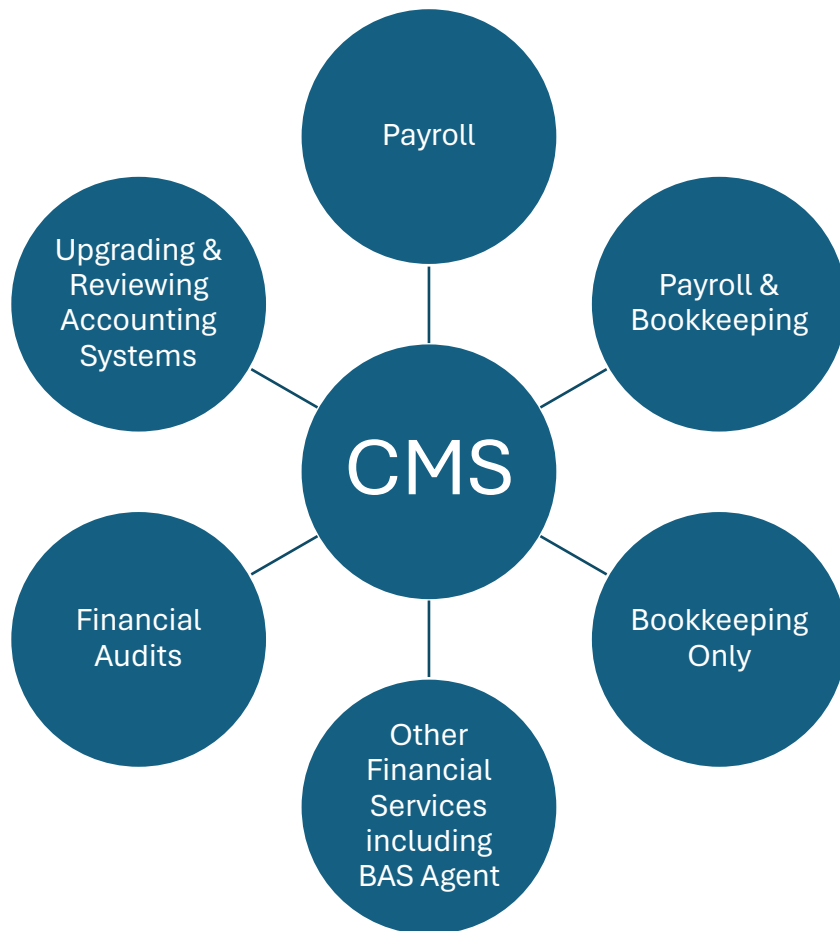 Payroll
Upgrading &
Reviewing
Accounting
Systems
Payroll &
Bookkeeping
CMS
Financial
Audits
Bookkeeping
Only
Other
Financial
Services
including
BAS Agent